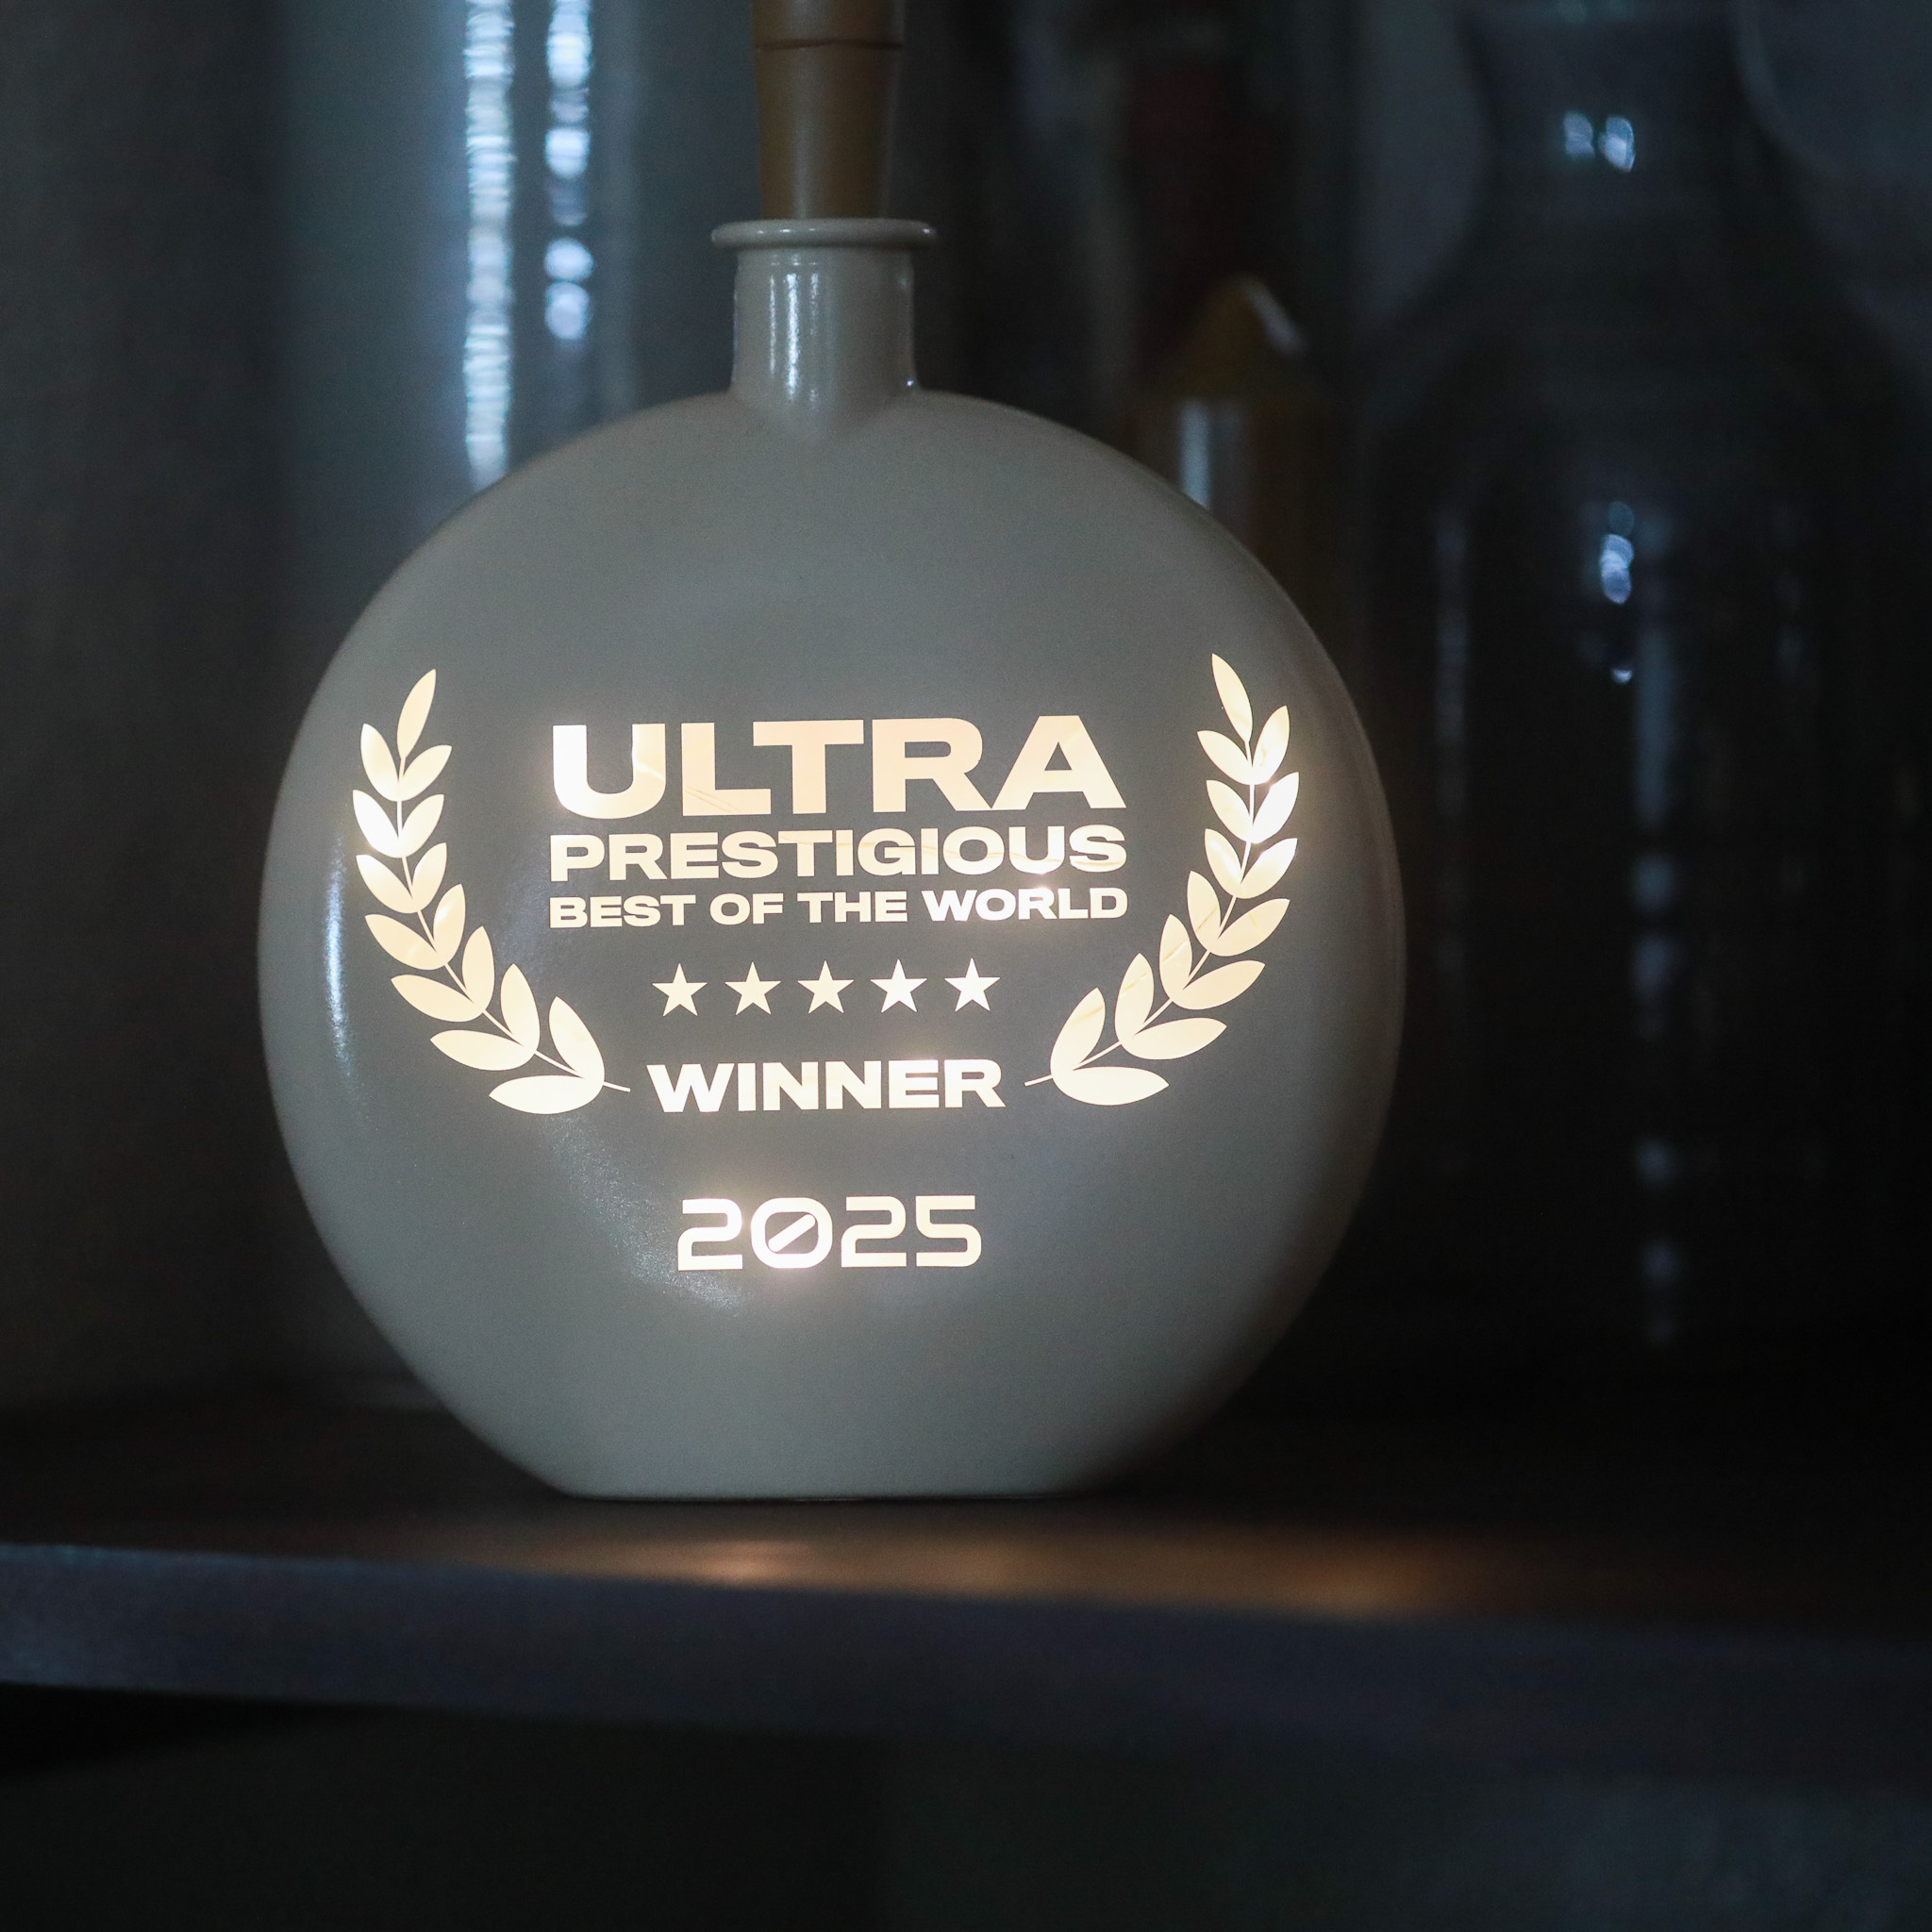 ULTRA
PRESTIGIOUS
BEST OF THE WORLD
WINNER
2025